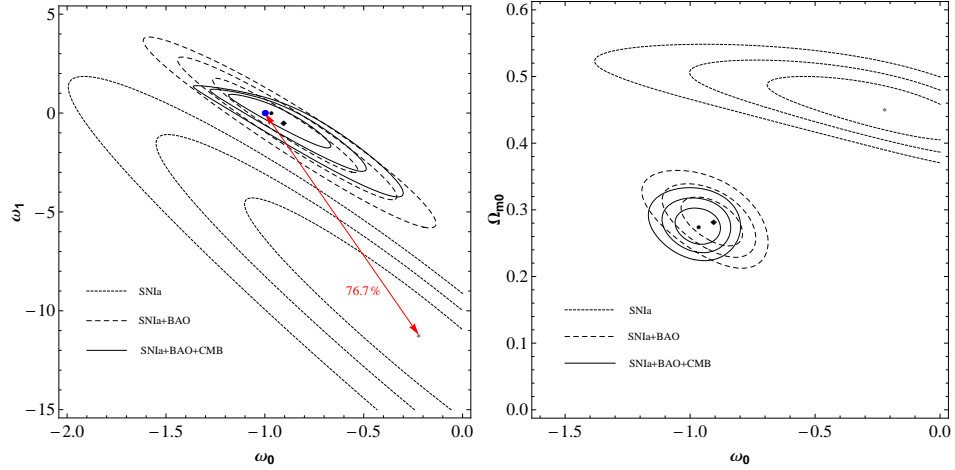 5
0
−5
−10
−15
ω1
−2.0 −1.5 −1.0 −0.5 0.0
ω0
SNIa
SNIa+BAO
SNIa+BAO+CMB
76.7%
0.6
0.5
0.4
0.3
0.2
0.1
0.0
Ωm0
−1.5 −1.0 −0.5 0.0
ω0
SNIa
SNIa+BAO
SNIa+BAO+CMB